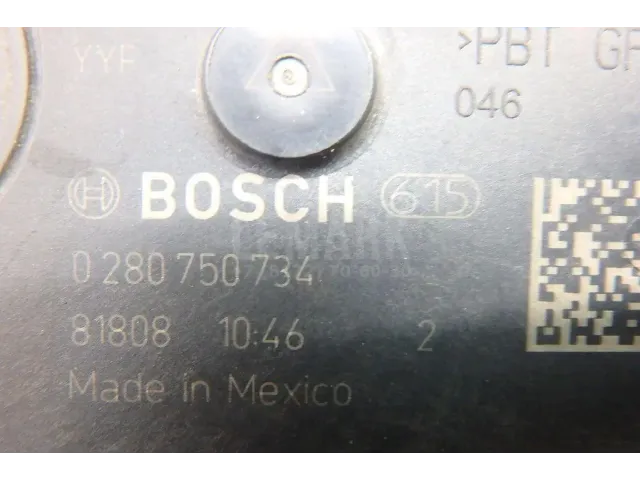 YYF
>PBT GF
046
BOSCH 615
0 280 750 734
81808 10:46 2
Made in Mexico